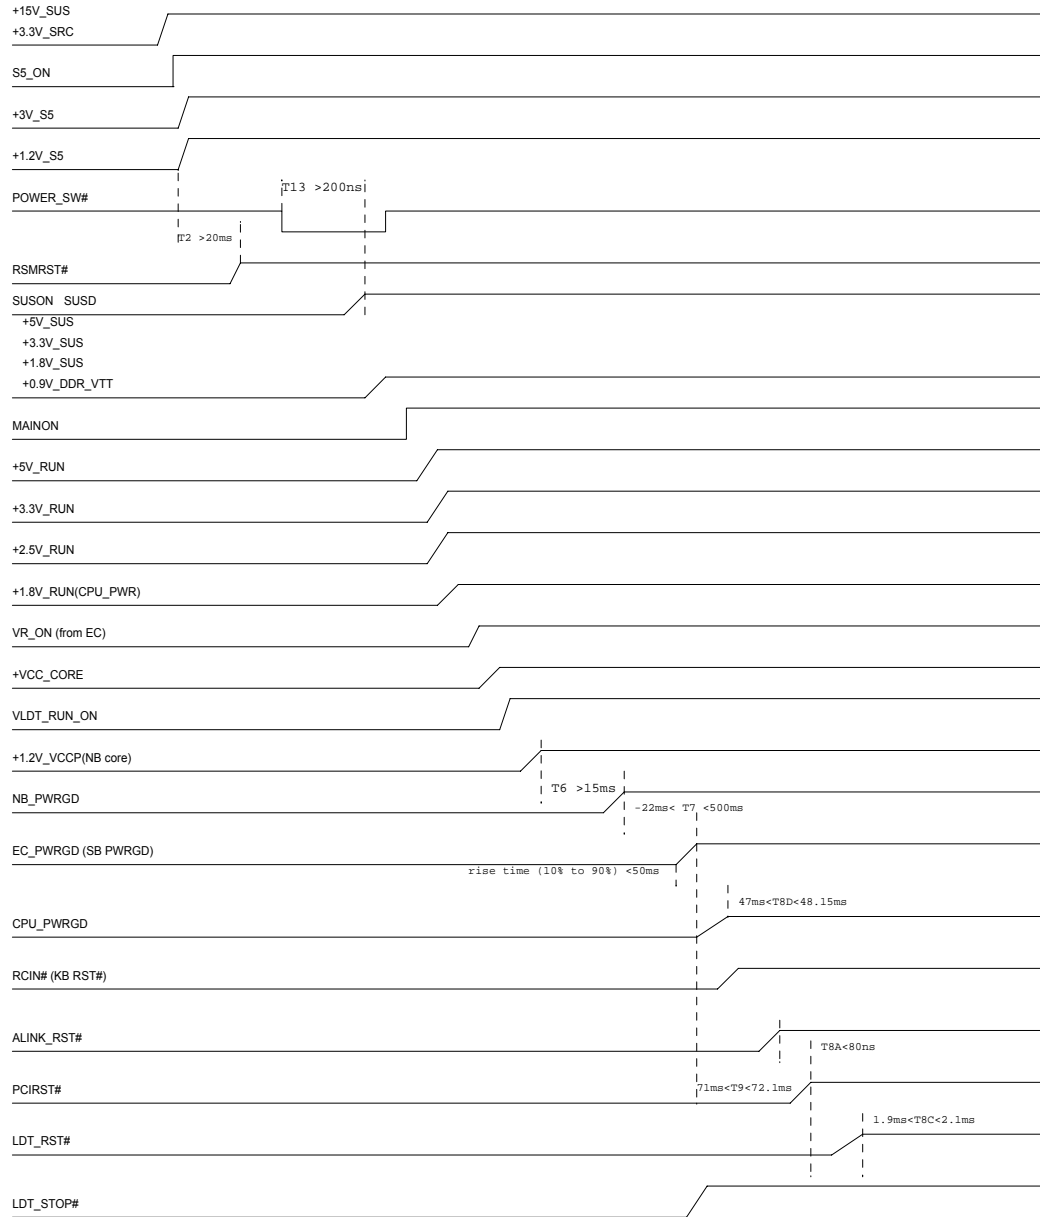 +15V_SUS
+3.3V_SRC
S5_ON
+3V_S5
+1.2V_S5
T13 >200ns
POWER_SW#
T2 >20ms
RSMRST#
SUSON SUSD
+5V_SUS
+3.3V_SUS
+1.8V_SUS
+0.9V_DDR_VTT
MAINON
+5V_RUN
+3.3V_RUN
+2.5V_RUN
+1.8V_RUN(CPU_PWR)
VR_ON (from EC)
+VCC_CORE
VLDT_RUN_ON
+1.2V_VCCP(NB core)
T6 >15ms
NB_PWRGD
-22ms< T7 <500ms
EC_PWRGD (SB PWRGD)
rise time (10% to 90%) <50ms
47ms<T8D<48.15ms
CPU_PWRGD
RCIN# (KB RST#)
ALINK_RST#
T8A<80ns
PCIRST#
71ms<T9<72.1ms
1.9ms<T8C<2.1ms
LDT_RST#
LDT_STOP#